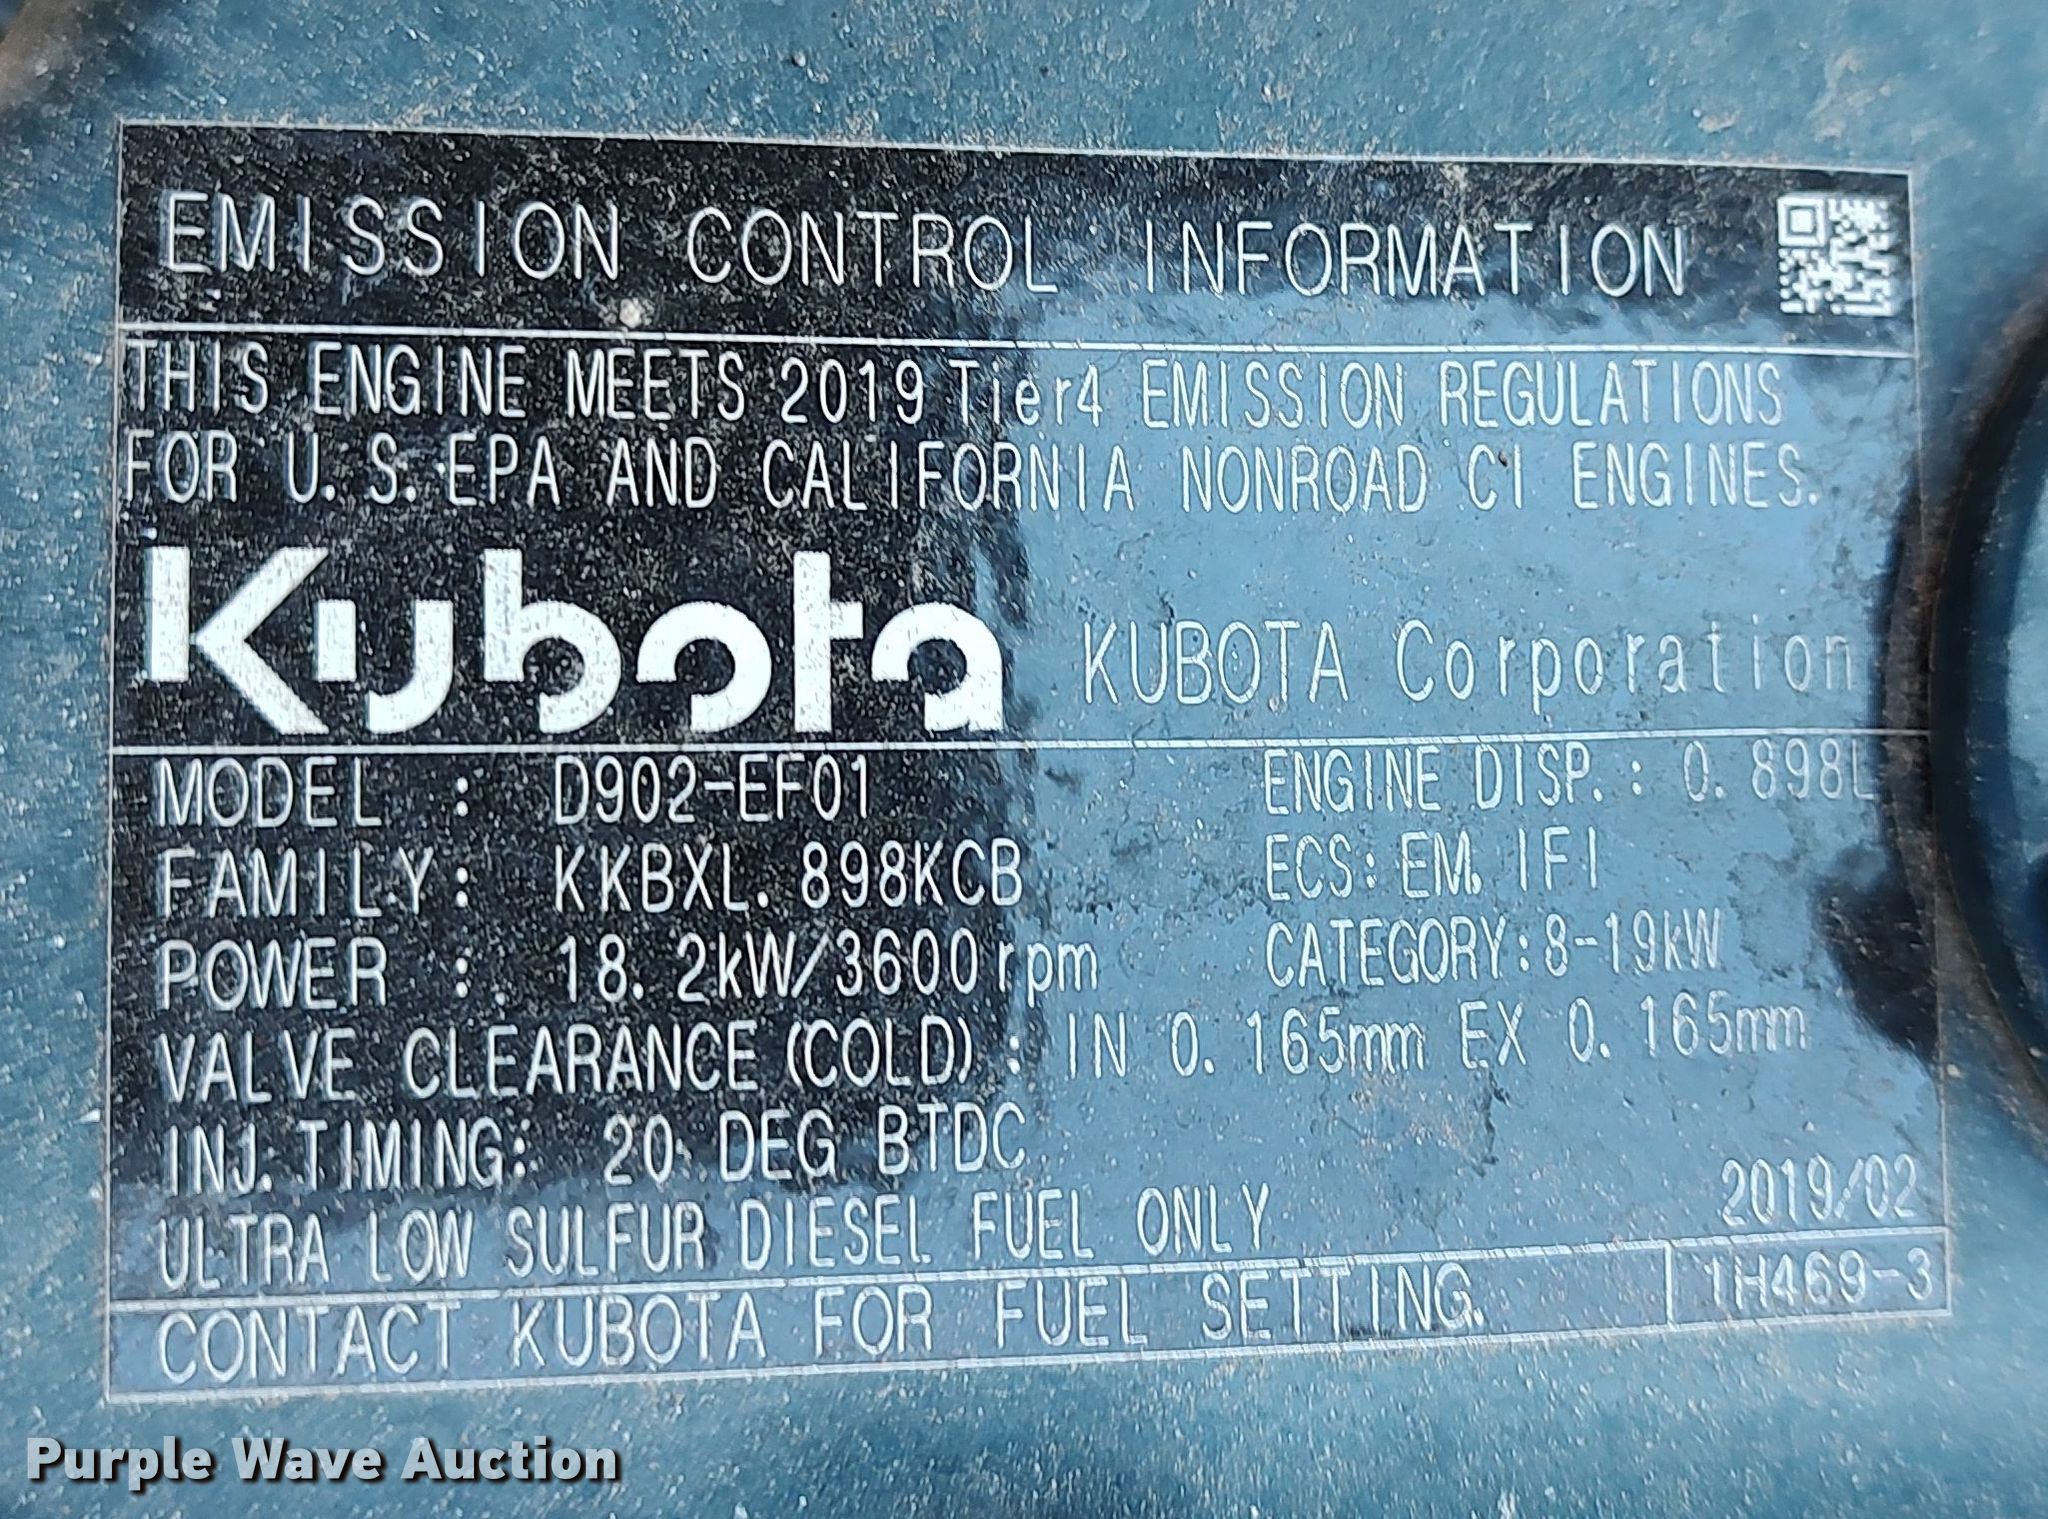 EMISSION CONTROL INFORMATION
THIS ENGINE MEETS 2019 Tier4 EMISSION REGULATIONS
FOR U.S.EPA AND CALIFORNIA NONROAD CI ENGINES.
Kubota KUBOTA Corporation
MODEL : D902-EF01 ENGINE DISP.: 0.898L
FAMILY: KKBXL.898KCB ECS: EM, IFI
POWER : 18.2kW/3600rpm CATEGORY:8-19kW
VALVE CLEARANCE(COLD): IN 0.165mm EX 0.165mm
INJ.TIMING: 20 DEG BTDC
ULTRA LOW SULFUR DIESEL FUEL ONLY 2019/02
CONTACT KUBOTA FOR FUEL SETTING. 1H469-3
Purple Wave Auction